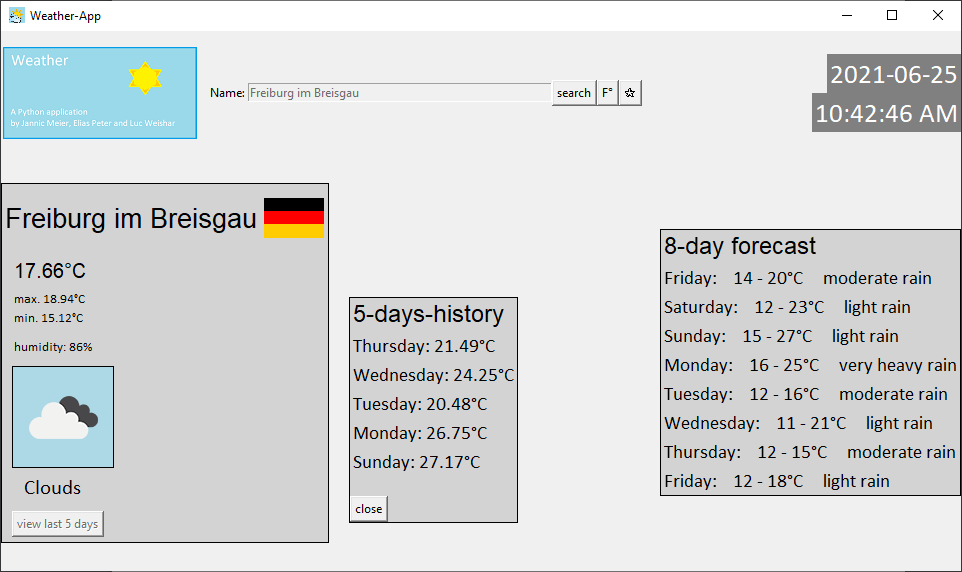 Weather-App
Weather
A Python application
by Jannic Meier, Elias Peter and Luc Weishar
Name: Freiburg im Breisgau search F° ☆
2021-06-25
10:42:46 AM
Freiburg im Breisgau
17.66°C
max. 18.94°C
min. 15.12°C
humidity: 86%
Clouds
view last 5 days
5-days-history
Thursday: 21.49°C
Wednesday: 24.25°C
Tuesday: 20.48°C
Monday: 26.75°C
Sunday: 27.17°C
close
8-day forecast
Friday: 14 - 20°C moderate rain
Saturday: 12 - 23°C light rain
Sunday: 15 - 27°C light rain
Monday: 16 - 25°C very heavy rain
Tuesday: 12 - 16°C moderate rain
Wednesday: 11 - 21°C light rain
Thursday: 12 - 15°C moderate rain
Friday: 12 - 18°C light rain